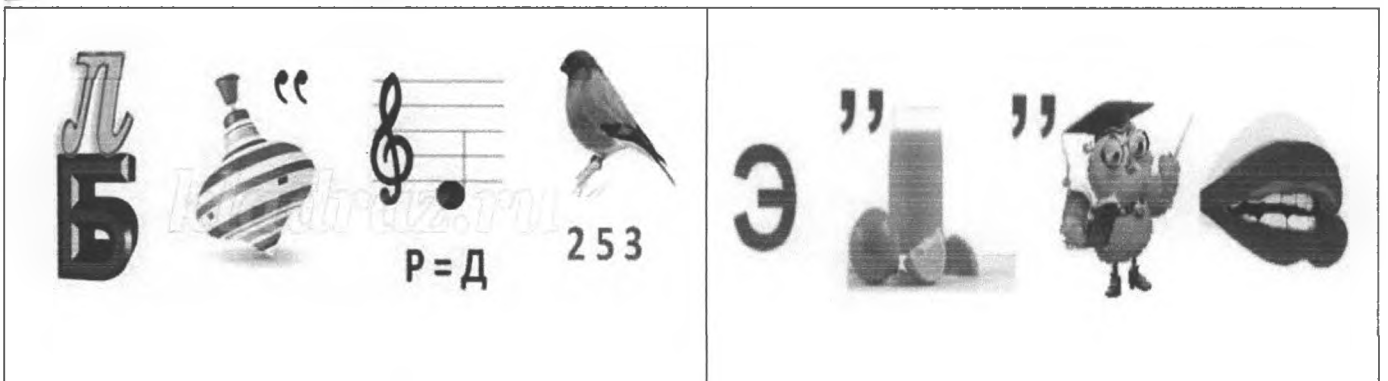 Л
Б
,, ,, ,,
Э
Р = Д
2 5 3